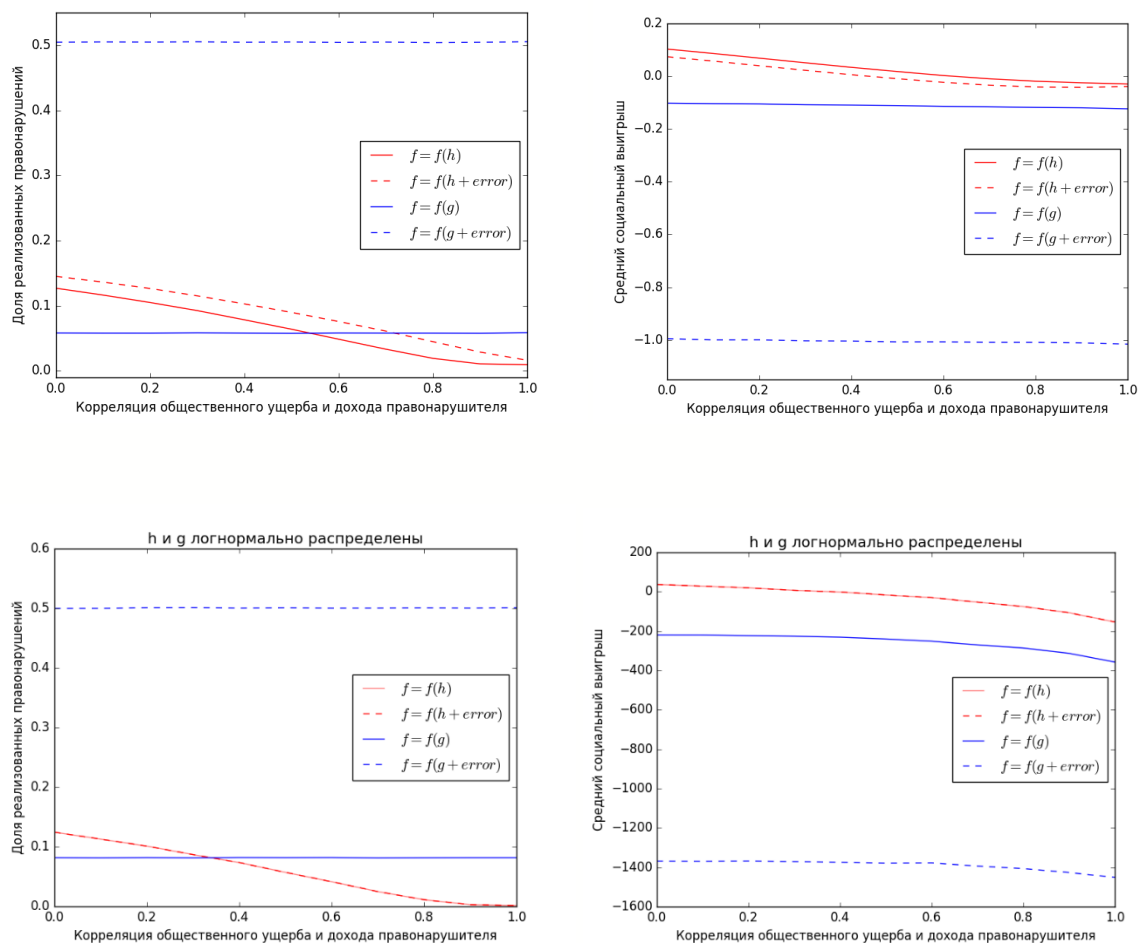 0.5
0.4
0.3
0.2
0.1
0.0
Доля реализованных правонарушений
f = f(h)
f = f(h + error)
f = f(g)
f = f(g + error)
0.0 0.2 0.4 0.6 0.8 1.0
Корреляция общественного ущерба и дохода правонарушителя
0.2
0.0
−0.2
−0.4
−0.6
−0.8
−1.0
Средний социальный выигрыш
f = f(h)
f = f(h + error)
f = f(g)
f = f(g + error)
0.0 0.2 0.4 0.6 0.8 1.0
Корреляция общественного ущерба и дохода правонарушителя
h и g логнормально распределены
0.6
0.5
0.4
0.3
0.2
0.1
0.0
Доля реализованных правонарушений
f = f(h)
f = f(h + error)
f = f(g)
f = f(g + error)
0.0 0.2 0.4 0.6 0.8 1.0
Корреляция общественного ущерба и дохода правонарушителя
h и g логнормально распределены
200
0
−200
−400
−600
−800
−1000
−1200
−1400
−1600
Средний социальный выигрыш
f = f(h)
f = f(h + error)
f = f(g)
f = f(g + error)
0.0 0.2 0.4 0.6 0.8 1.0
Корреляция общественного ущерба и дохода правонарушителя